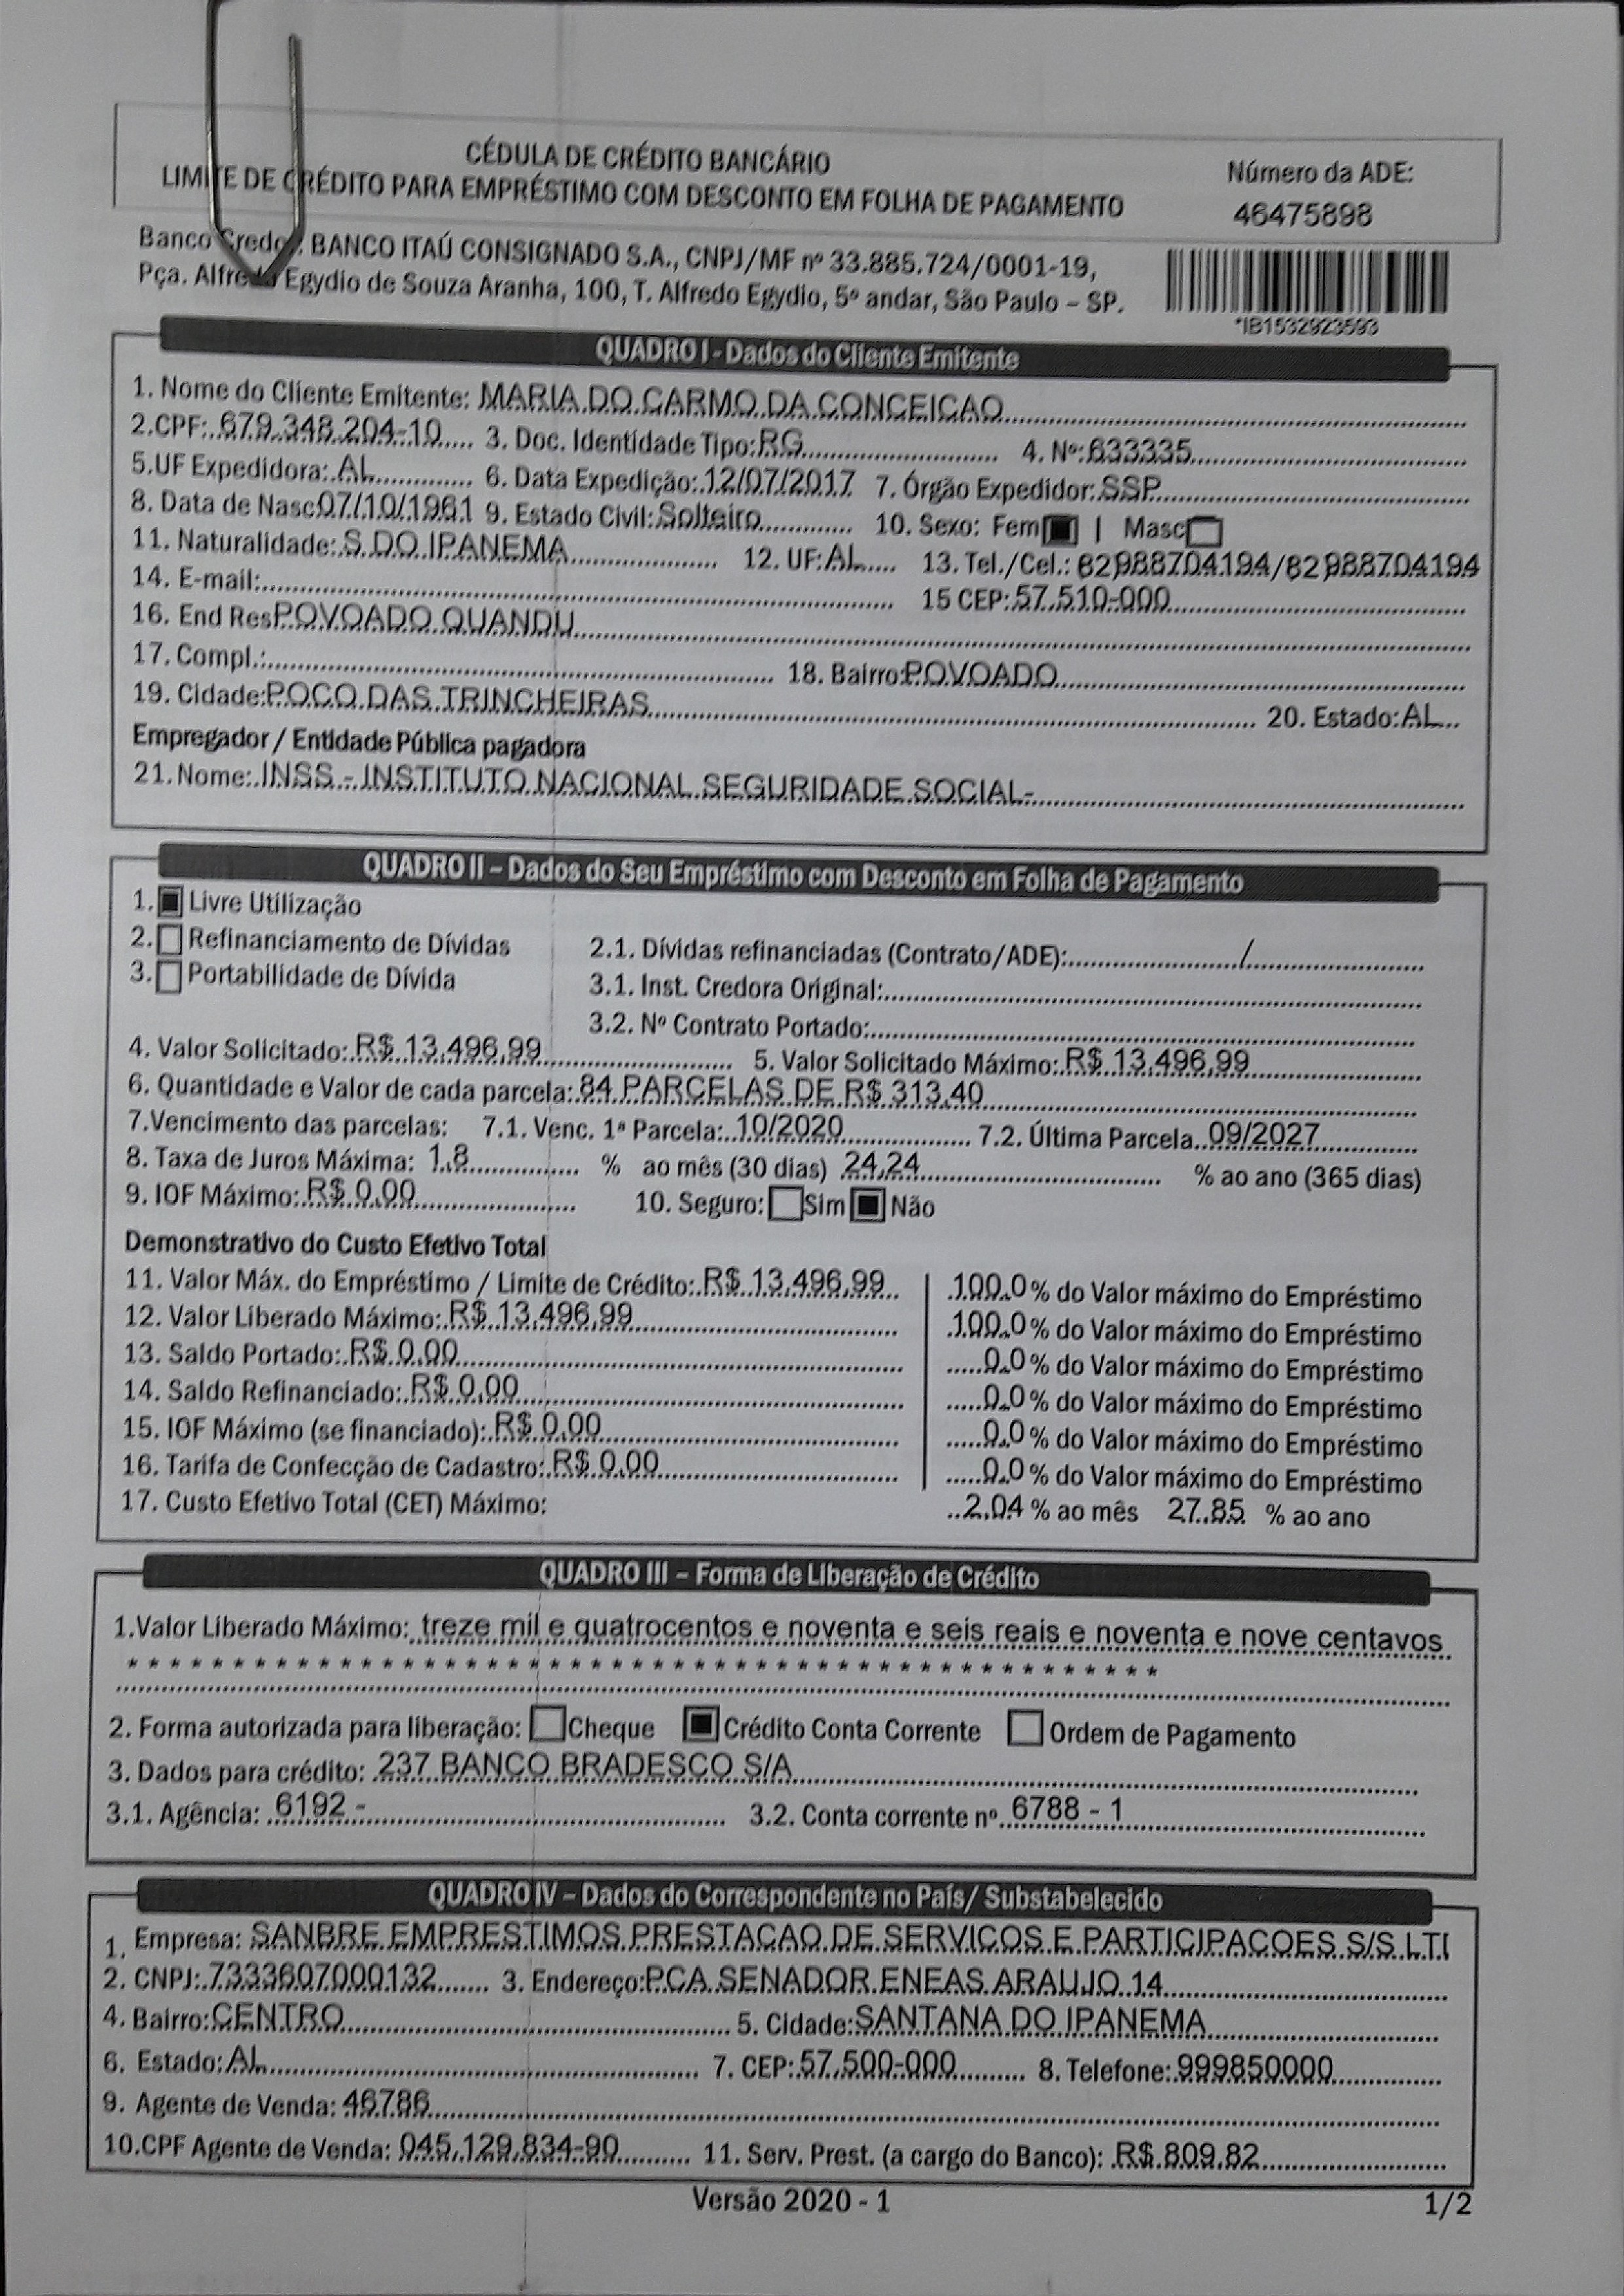 CÉDULA DE CRÉDITO BANCÁRIO
LIMITE DE CRÉDITO PARA EMPRÉSTIMO COM DESCONTO EM FOLHA DE PAGAMENTO
Número da ADE:
46475898
Banco Credor: BANCO ITAÚ CONSIGNADO S.A., CNPJ/MF nº 33.885.724/0001-19,
Pça. Alfredo Egydio de Souza Aranha, 100, T. Alfredo Egydio, 5º andar, São Paulo – SP.
*IB1532923593
QUADRO I - Dados do Cliente Emitente
1. Nome do Cliente Emitente: MARIA DO CARMO DA CONCEICAO
2.CPF: 679.348.204-10 3. Doc. Identidade Tipo: RG 4. Nº: 633335
5.UF Expedidora: AL 6. Data Expedição: 12/07/2017 7. Órgão Expedidor: SSP
8. Data de Nasc 07/10/1961 9. Estado Civil: Solteiro 10. Sexo: Fem | Masc
11. Naturalidade: S DO IPANEMA 12. UF: AL 13. Tel./Cel.: 82988704194/82988704194
14. E-mail: 15 CEP: 57.510-000
16. End Res POVOADO QUANDU
17. Compl.: 18. Bairro: POVOADO
19. Cidade: POCO DAS TRINCHEIRAS 20. Estado: AL
Empregador / Entidade Pública pagadora
21. Nome: INSS - INSTITUTO NACIONAL SEGURIDADE SOCIAL-
QUADRO II – Dados do Seu Empréstimo com Desconto em Folha de Pagamento
1. Livre Utilização
2. Refinanciamento de Dívidas 2.1. Dívidas refinanciadas (Contrato/ADE): /
3. Portabilidade de Dívida 3.1. Inst. Credora Original:
3.2. Nº Contrato Portado:
4. Valor Solicitado: R$ 13.496,99 5. Valor Solicitado Máximo: R$ 13.496,99
6. Quantidade e Valor de cada parcela: 84 PARCELAS DE R$ 313,40
7.Vencimento das parcelas: 7.1. Venc. 1ª Parcela: 10/2020 7.2. Última Parcela 09/2027
8. Taxa de Juros Máxima: 1,8 % ao mês (30 dias) 24,24 % ao ano (365 dias)
9. IOF Máximo: R$ 0,00 10. Seguro: Sim Não
Demonstrativo do Custo Efetivo Total
11. Valor Máx. do Empréstimo / Limite de Crédito: R$ 13.496,99 100.0% do Valor máximo do Empréstimo
12. Valor Liberado Máximo: R$ 13.496,99 100.0% do Valor máximo do Empréstimo
13. Saldo Portado: R$ 0,00 0.0% do Valor máximo do Empréstimo
14. Saldo Refinanciado: R$ 0,00 0.0% do Valor máximo do Empréstimo
15. IOF Máximo (se financiado): R$ 0,00 0.0% do Valor máximo do Empréstimo
16. Tarifa de Confecção de Cadastro: R$ 0,00 0.0% do Valor máximo do Empréstimo
17. Custo Efetivo Total (CET) Máximo: 2,04 % ao mês 27,85 % ao ano
QUADRO III – Forma de Liberação de Crédito
1.Valor Liberado Máximo: treze mil e quatrocentos e noventa e seis reais e noventa e nove centavos
* * * * * * * * * * * * * * * * * * * * * * * * * * * * * * * * * * * * * * * * * * * * * * * * *
2. Forma autorizada para liberação: Cheque Crédito Conta Corrente Ordem de Pagamento
3. Dados para crédito: 237 BANCO BRADESCO S/A
3.1. Agência: 6192 - 3.2. Conta corrente nº 6788 - 1
QUADRO IV – Dados do Correspondente no País/ Substabelecido
1. Empresa: SANBRE EMPRESTIMOS PRESTACAO DE SERVICOS E PARTICIPACOES S/S LTI
2. CNPJ: 7333607000132 3. Endereço: PCA SENADOR ENEAS ARAUJO 14
4. Bairro: CENTRO 5. Cidade: SANTANA DO IPANEMA
6. Estado: AL 7. CEP: 57.500-000 8. Telefone: 999850000
9. Agente de Venda: 46786
10.CPF Agente de Venda: 045.129.834-90 11. Serv. Prest. (a cargo do Banco): R$ 809,82
Versão 2020 - 1
1/2